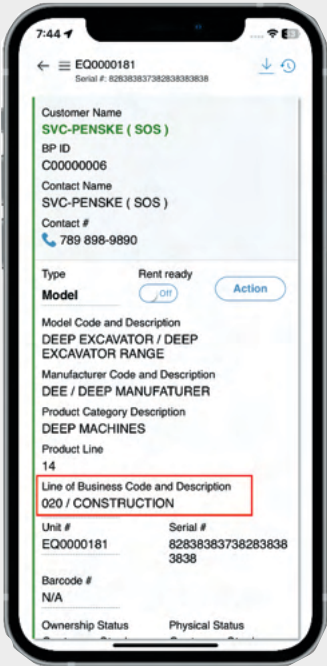 7:44
EQ0000181
Serial #: 828383837382838383838
Customer Name
SVC-PENSKE ( SOS )
BP ID
C00000006
Contact Name
SVC-PENSKE ( SOS )
Contact #
789 898-9890
Type Rent ready
Model Off Action
Model Code and Description
DEEP EXCAVATOR / DEEP
EXCAVATOR RANGE
Manufacturer Code and Description
DEE / DEEP MANUFATURER
Product Category Description
DEEP MACHINES
Product Line
14
Line of Business Code and Description
020 / CONSTRUCTION
Unit # Serial #
EQ0000181 82838383738283838
3838
Barcode #
N/A
Ownership Status Physical Status